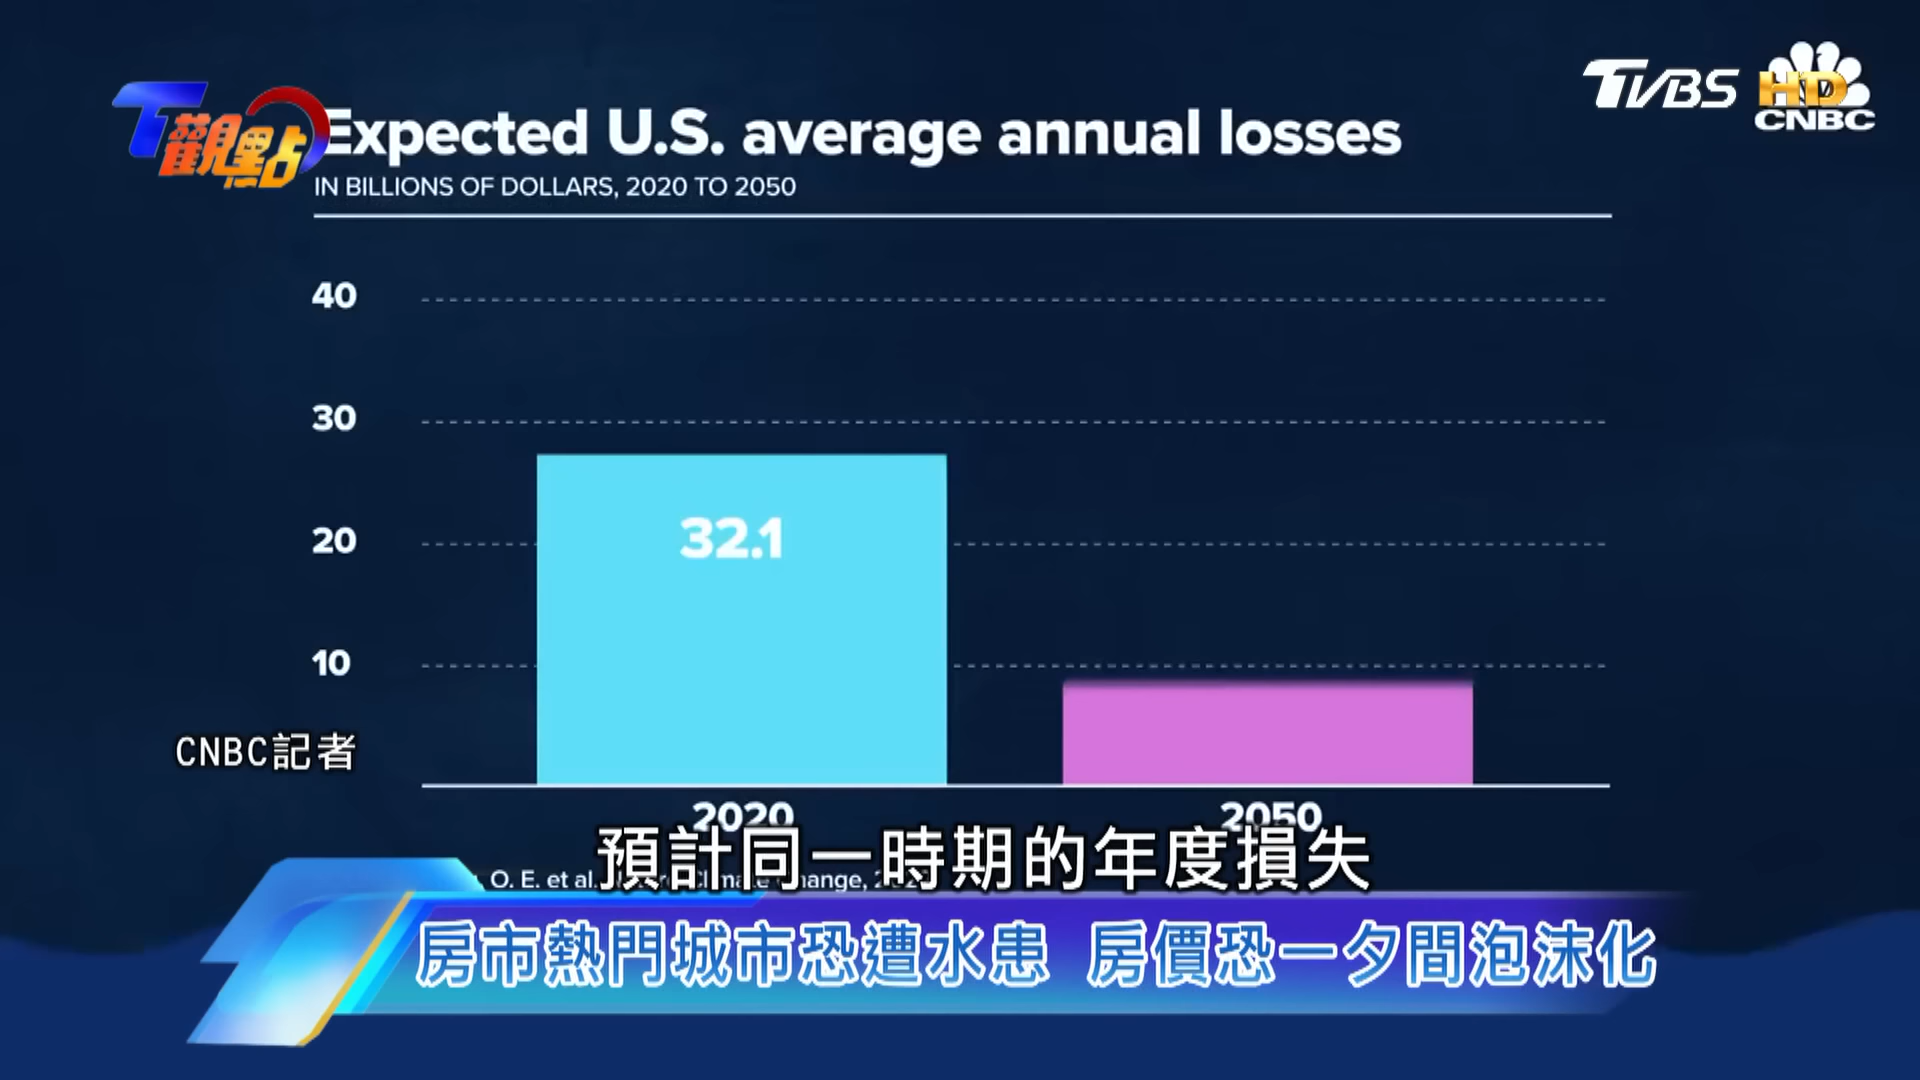 T觀點
TVBS HD
CNBC
Expected U.S. average annual losses
IN BILLIONS OF DOLLARS, 2020 TO 2050
40
30
20
10
32.1
2020
2050
CNBC記者
預計同一時期的年度損失
O. E. et al. Climate Change,
房市熱門城市恐遭水患 房價恐一夕間泡沫化